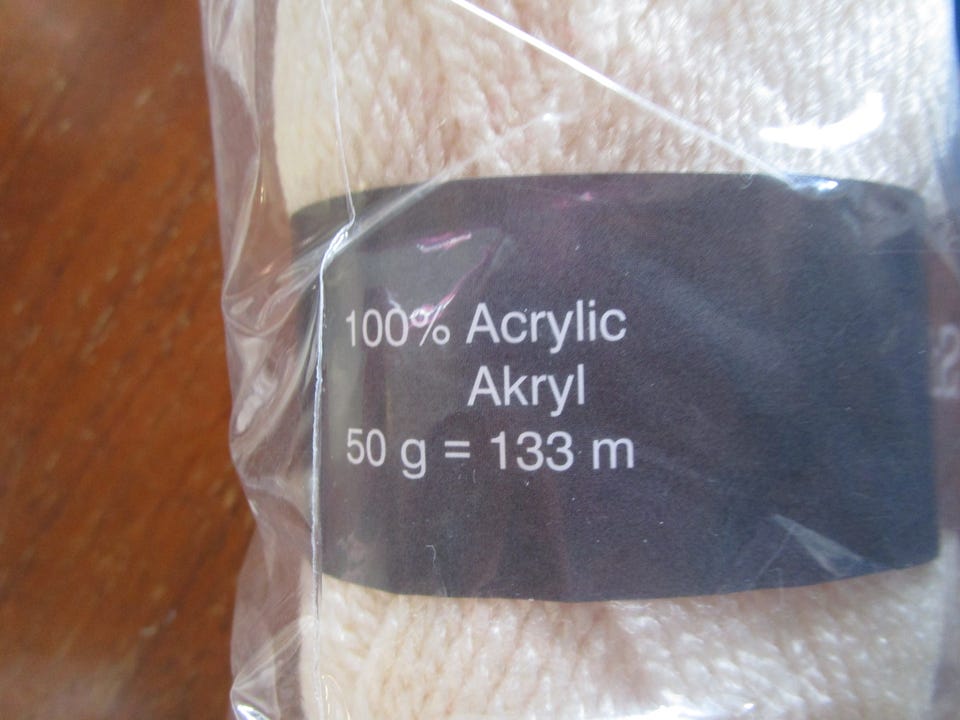 100% Acrylic
Akryl
50 g = 133 m